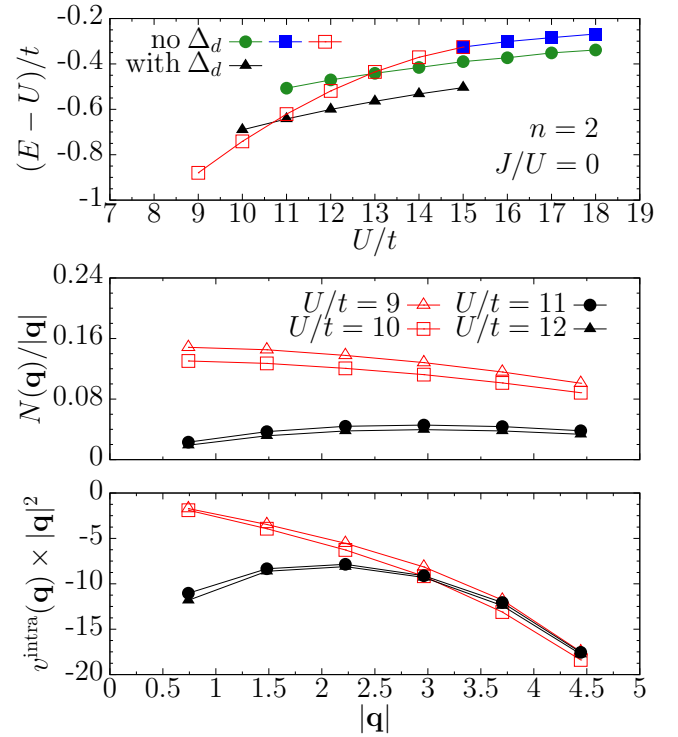 -0.2
-0.4
-0.6
-0.8
-1
(E − U)/t
no Δ_d
with Δ_d
n = 2
J/U = 0
7 8 9 10 11 12 13 14 15 16 17 18 19
U/t
0.24
0.16
0.08
0
N(q)/|q|
U/t = 9 U/t = 11
U/t = 10 U/t = 12
0
-5
-10
-15
-20
v^intra(q) × |q|^2
0 0.5 1 1.5 2 2.5 3 3.5 4 4.5 5
|q|